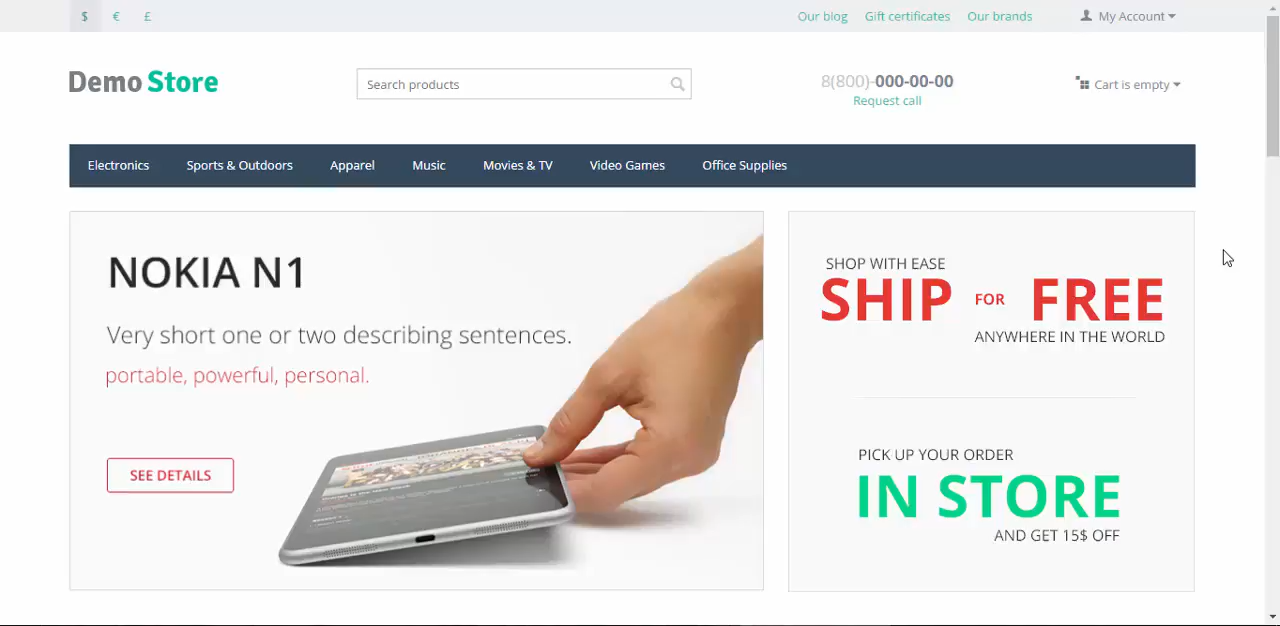 $ € £ Our blog Gift certificates Our brands My Account
Demo Store Search products 8(800)-000-00-00 Cart is empty
Request call
Electronics Sports & Outdoors Apparel Music Movies & TV Video Games Office Supplies
NOKIA N1
Very short one or two describing sentences.
portable, powerful, personal.
SEE DETAILS
SHOP WITH EASE
SHIP FOR FREE
ANYWHERE IN THE WORLD
PICK UP YOUR ORDER
IN STORE
AND GET 15$ OFF